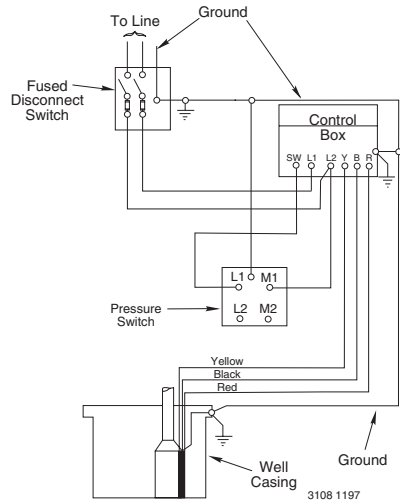 To Line
Ground
Fused
Disconnect
Switch
Control
Box
SW L1 L2 Y B R
L1 M1
L2 M2
Pressure
Switch
Yellow
Black
Red
Well
Casing
Ground
3108 1197